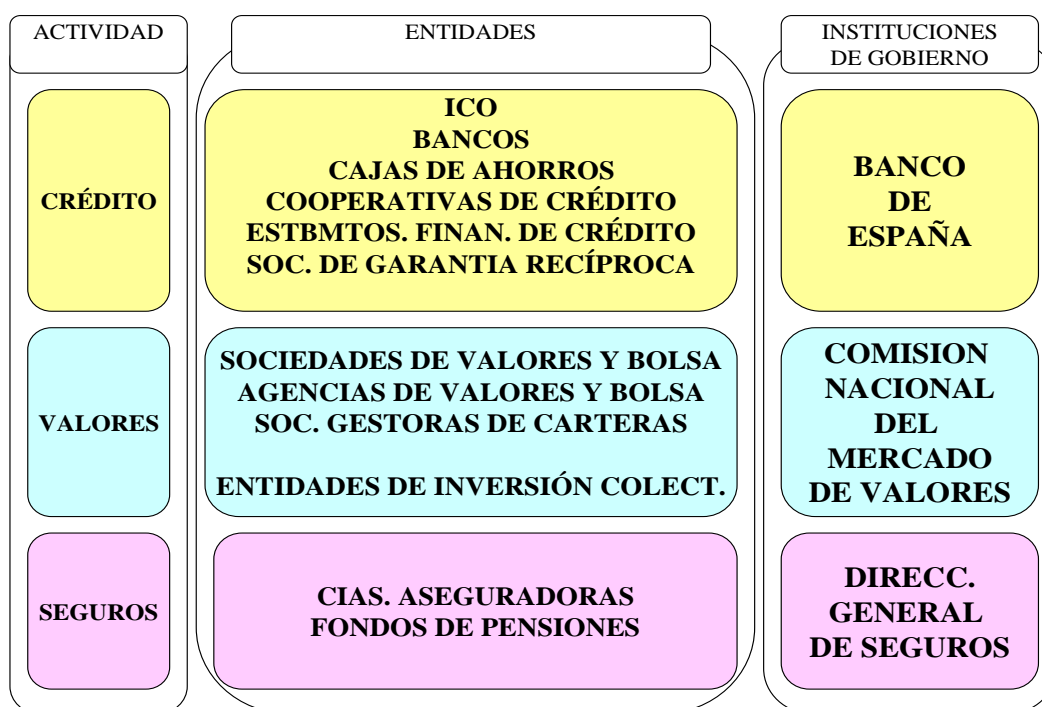 ACTIVIDAD
ENTIDADES
INSTITUCIONES
DE GOBIERNO
CRÉDITO
ICO
BANCOS
CAJAS DE AHORROS
COOPERATIVAS DE CRÉDITO
ESTBMTOS. FINAN. DE CRÉDITO
SOC. DE GARANTIA RECÍPROCA
BANCO
DE
ESPAÑA
VALORES
SOCIEDADES DE VALORES Y BOLSA
AGENCIAS DE VALORES Y BOLSA
SOC. GESTORAS DE CARTERAS
ENTIDADES DE INVERSIÓN COLECT.
COMISION
NACIONAL
DEL
MERCADO
DE VALORES
SEGUROS
CIAS. ASEGURADORAS
FONDOS DE PENSIONES
DIRECC.
GENERAL
DE SEGUROS